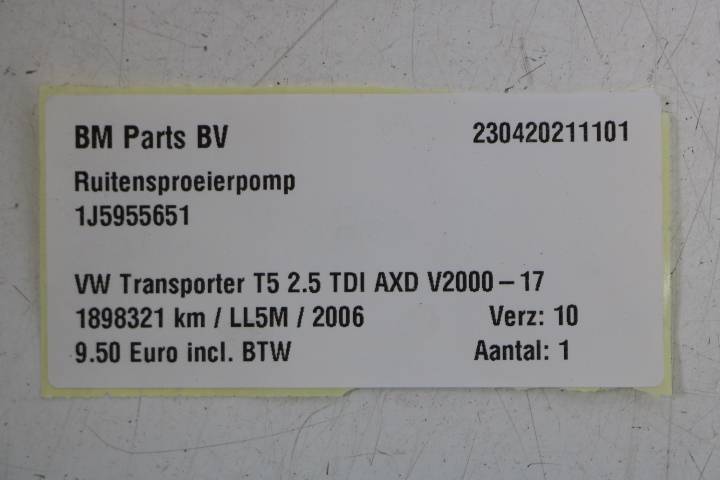 BM Parts BV 230420211101
Ruitensproeierpomp
1J5955651
VW Transporter T5 2.5 TDI AXD V2000 – 17
1898321 km / LL5M / 2006 Verz: 10
9.50 Euro incl. BTW Aantal: 1